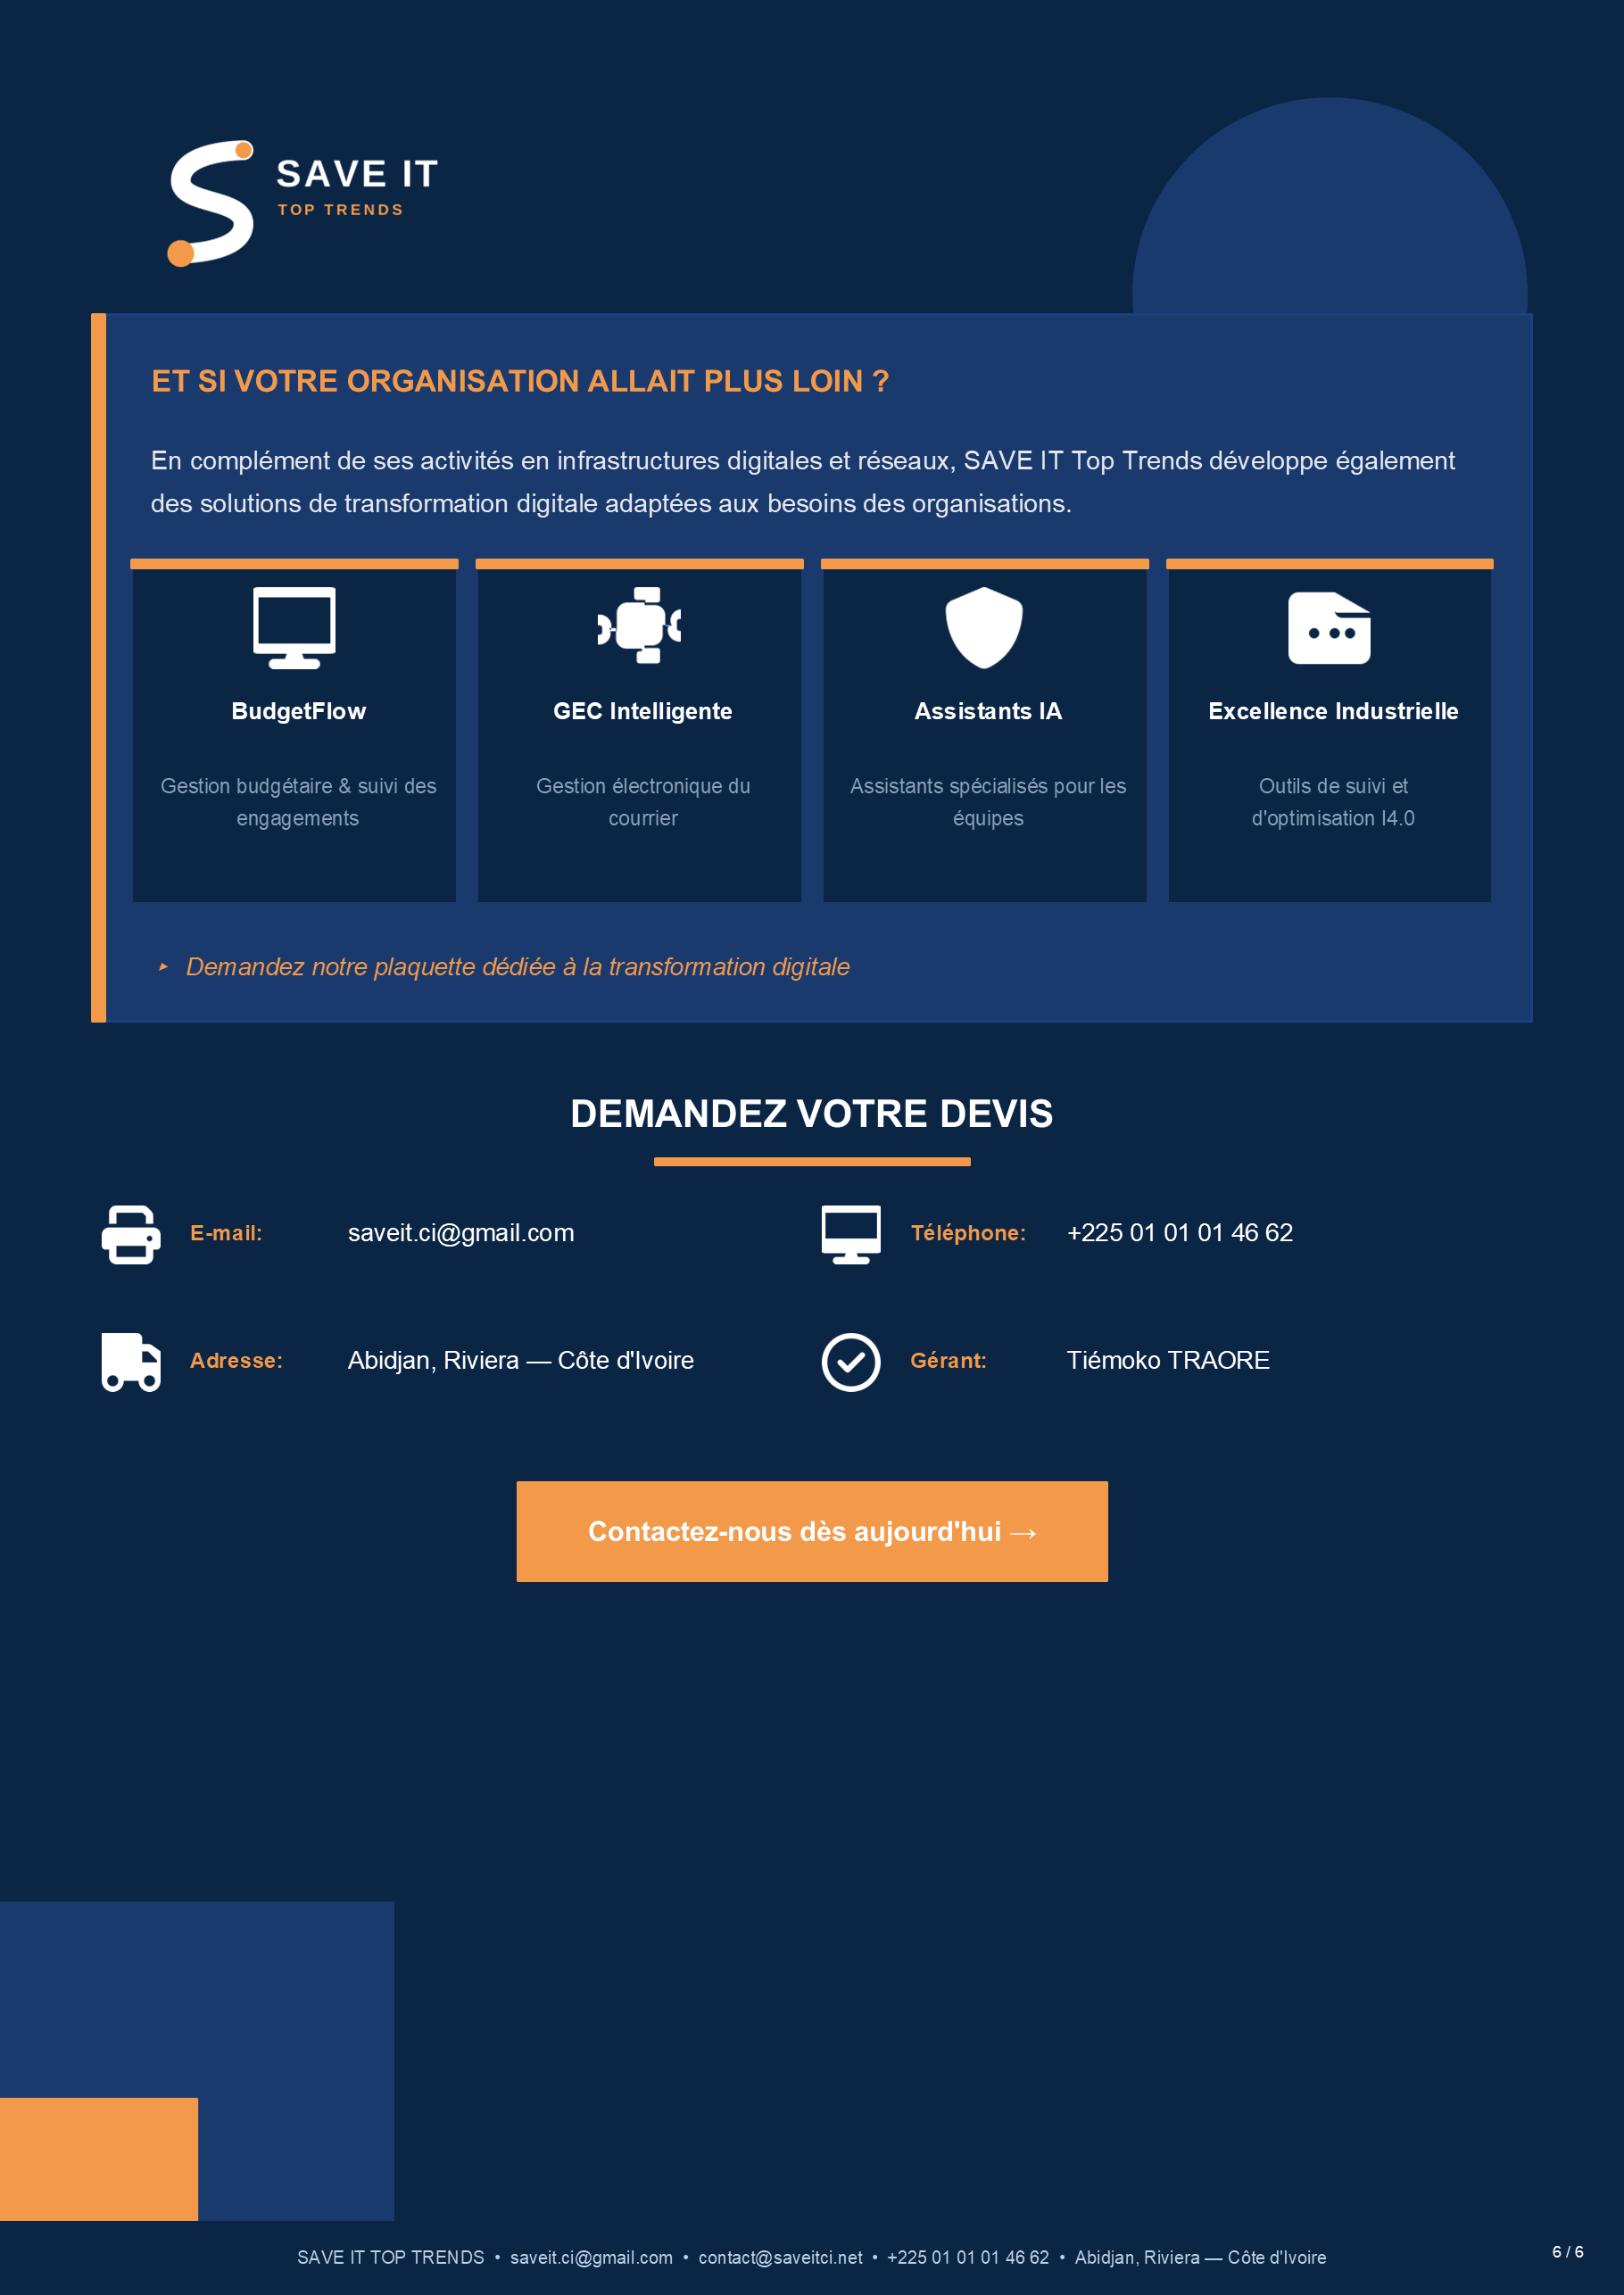 SAVE IT
TOP TRENDS
ET SI VOTRE ORGANISATION ALLAIT PLUS LOIN ?
En complément de ses activités en infrastructures digitales et réseaux, SAVE IT Top Trends développe également
des solutions de transformation digitale adaptées aux besoins des organisations.
BudgetFlow
Gestion budgétaire & suivi des
engagements
GEC Intelligente
Gestion électronique du
courrier
Assistants IA
Assistants spécialisés pour les
équipes
Excellence Industrielle
Outils de suivi et
d'optimisation I4.0
‣ Demandez notre plaquette dédiée à la transformation digitale
DEMANDEZ VOTRE DEVIS
E-mail: saveit.ci@gmail.com
Téléphone: +225 01 01 01 46 62
Adresse: Abidjan, Riviera — Côte d'Ivoire
Gérant: Tiémoko TRAORE
Contactez-nous dès aujourd'hui →
SAVE IT TOP TRENDS • saveit.ci@gmail.com • contact@saveitci.net • +225 01 01 01 46 62 • Abidjan, Riviera — Côte d'Ivoire
6 / 6